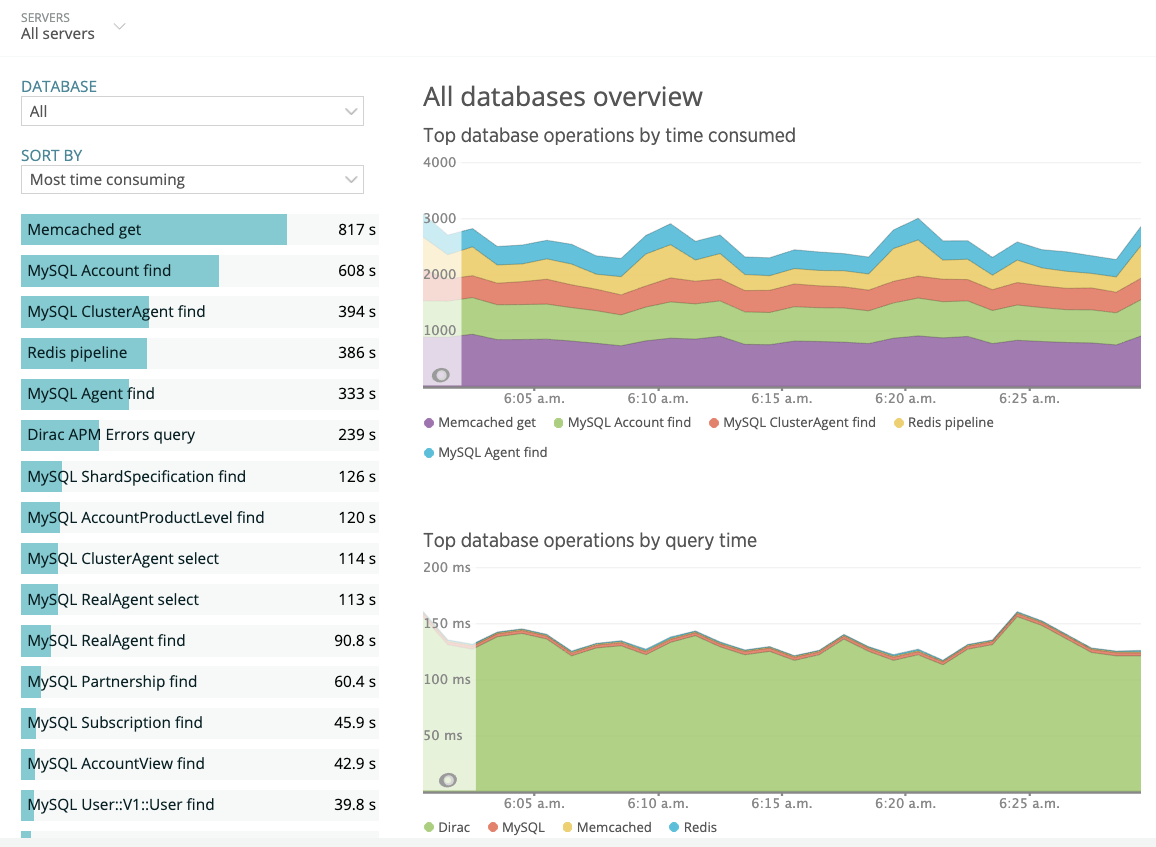 SERVERS
All servers
DATABASE
All
SORT BY
Most time consuming
Memcached get 817 s
MySQL Account find 608 s
MySQL ClusterAgent find 394 s
Redis pipeline 386 s
MySQL Agent find 333 s
Dirac APM Errors query 239 s
MySQL ShardSpecification find 126 s
MySQL AccountProductLevel find 120 s
MySQL ClusterAgent select 114 s
MySQL RealAgent select 113 s
MySQL RealAgent find 90.8 s
MySQL Partnership find 60.4 s
MySQL Subscription find 45.9 s
MySQL AccountView find 42.9 s
MySQL User::V1::User find 39.8 s
All databases overview
Top database operations by time consumed
4000
3000
2000
1000
6:05 a.m. 6:10 a.m. 6:15 a.m. 6:20 a.m. 6:25 a.m.
Memcached get MySQL Account find MySQL ClusterAgent find Redis pipeline
MySQL Agent find
Top database operations by query time
200 ms
150 ms
100 ms
50 ms
6:05 a.m. 6:10 a.m. 6:15 a.m. 6:20 a.m. 6:25 a.m.
Dirac MySQL Memcached Redis